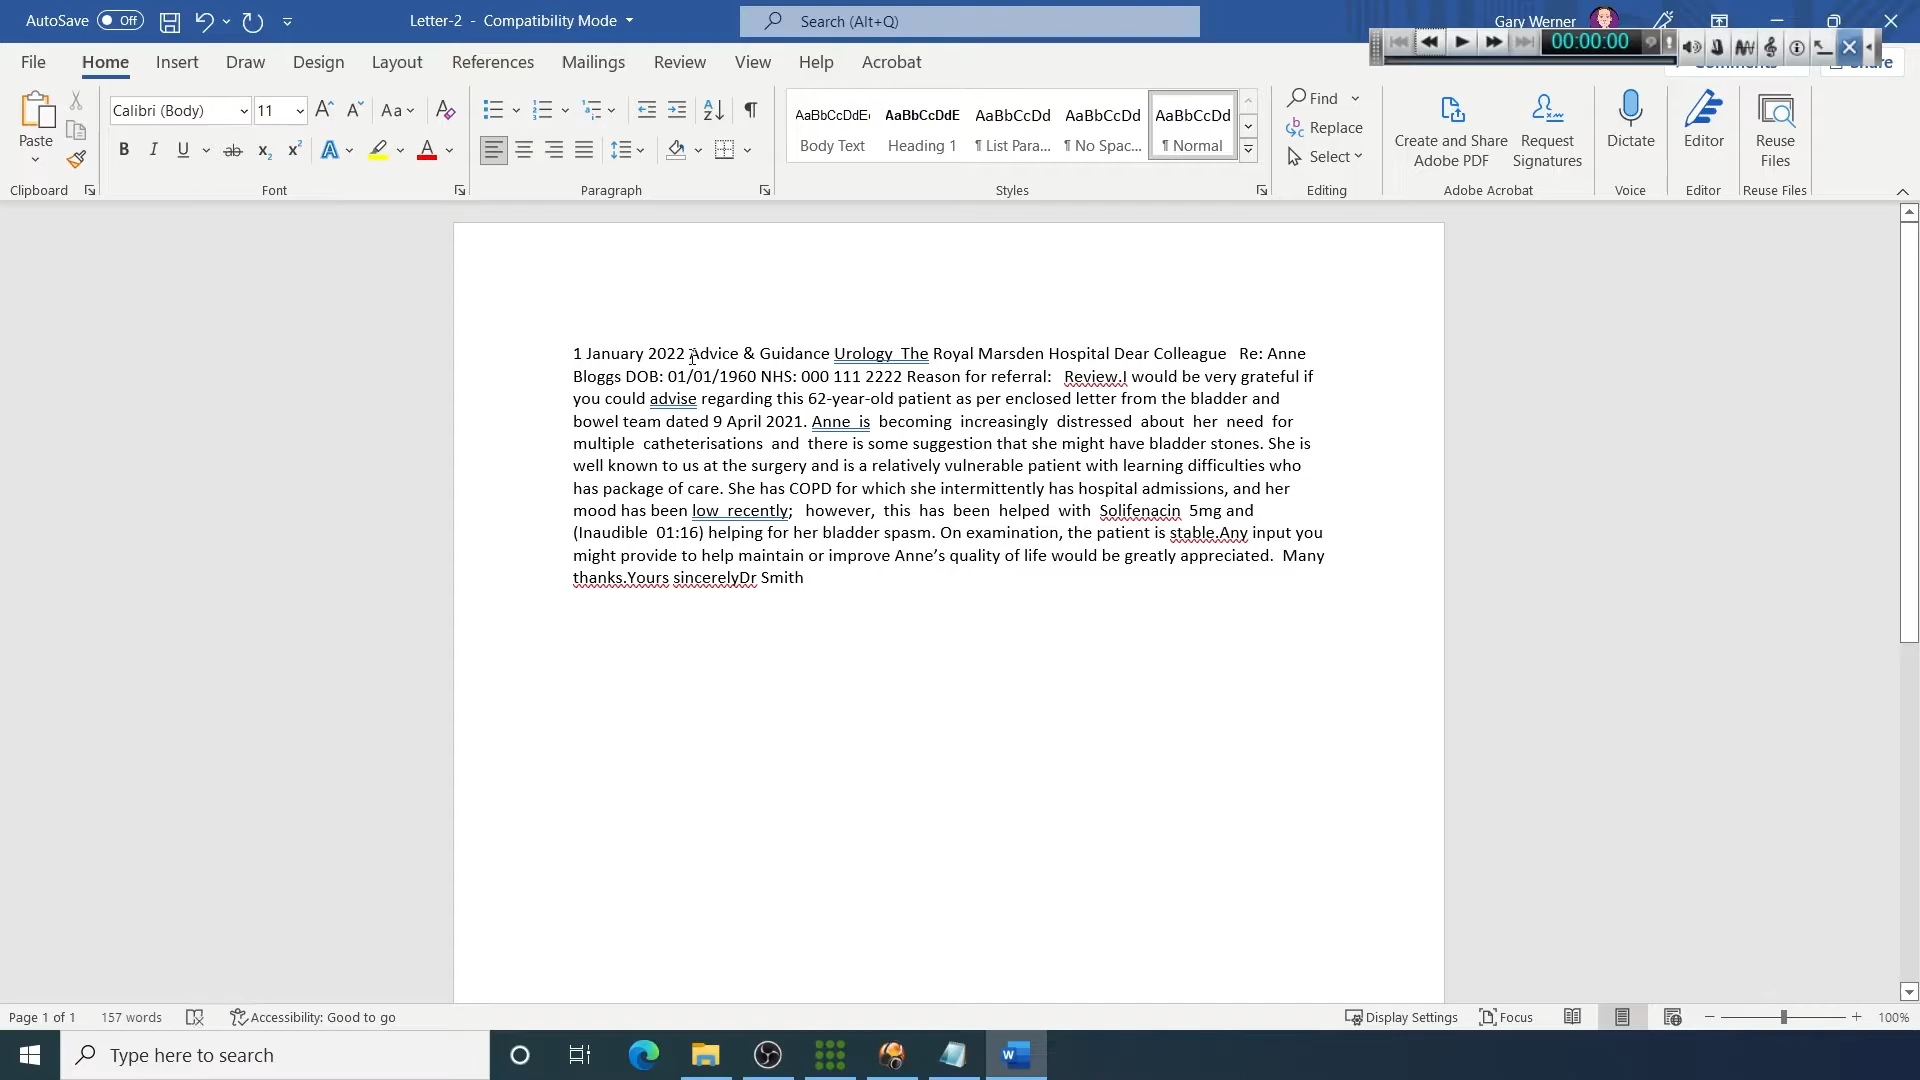 AutoSave Off Letter-2 - Compatibility Mode Search (Alt+Q) Gary Werner
00:00:00
File Home Insert Draw Design Layout References Mailings Review View Help Acrobat
Paste
Calibri (Body) 11 Aa
AaBbCcDdE AaBbCcDdE AaBbCcDd AaBbCcDd AaBbCcDd
Body Text Heading 1 ¶ List Para... ¶ No Spac... ¶ Normal
Find
Replace
Select
Create and Share Adobe PDF
Request Signatures
Dictate
Editor
Reuse Files
Clipboard Font Paragraph Styles Editing Adobe Acrobat Voice Editor Reuse Files
1 January 2022 Advice & Guidance Urology  The Royal Marsden Hospital Dear Colleague   Re: Anne
Bloggs DOB: 01/01/1960 NHS: 000 111 2222 Reason for referral:   Review.I would be very grateful if
you could advise regarding this 62-year-old patient as per enclosed letter from the bladder and
bowel team dated 9 April 2021. Anne  is  becoming  increasingly  distressed  about  her  need  for
multiple  catheterisations  and  there is some suggestion that she might have bladder stones. She is
well known to us at the surgery and is a relatively vulnerable patient with learning difficulties who
has package of care. She has COPD for which she intermittently has hospital admissions, and her
mood has been low  recently;   however,  this  has  been  helped  with  Solifenacin  5mg and
(Inaudible  01:16) helping for her bladder spasm. On examination, the patient is stable.Any input you
might provide to help maintain or improve Anne’s quality of life would be greatly appreciated.  Many
thanks.Yours sincerelyDr Smith
Page 1 of 1 157 words Accessibility: Good to go Display Settings Focus 100%
Type here to search